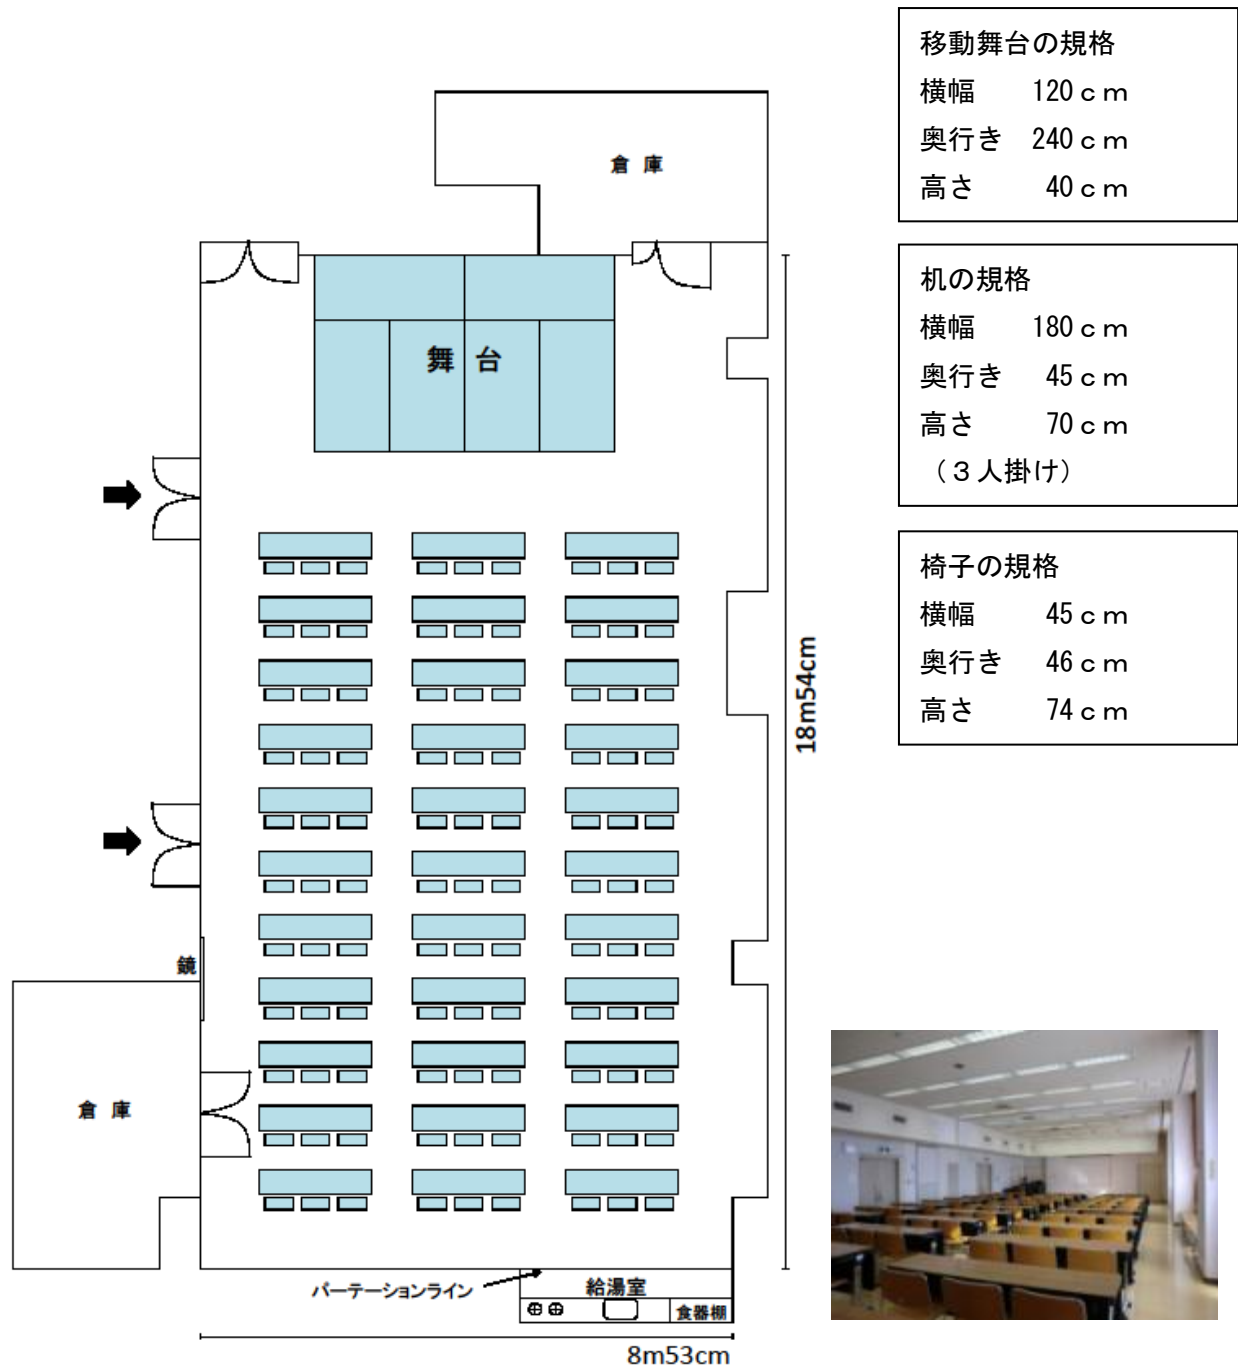 移動舞台の規格
横幅 120ｃｍ
奥行き 240ｃｍ
高さ 40ｃｍ
机の規格
横幅 180ｃｍ
奥行き 45ｃｍ
高さ 70ｃｍ
（３人掛け）
椅子の規格
横幅 45ｃｍ
奥行き 46ｃｍ
高さ 74ｃｍ
倉 庫
舞 台
18m54cm
鏡
倉 庫
パーテーションライン
給湯室
食器棚
8m53cm